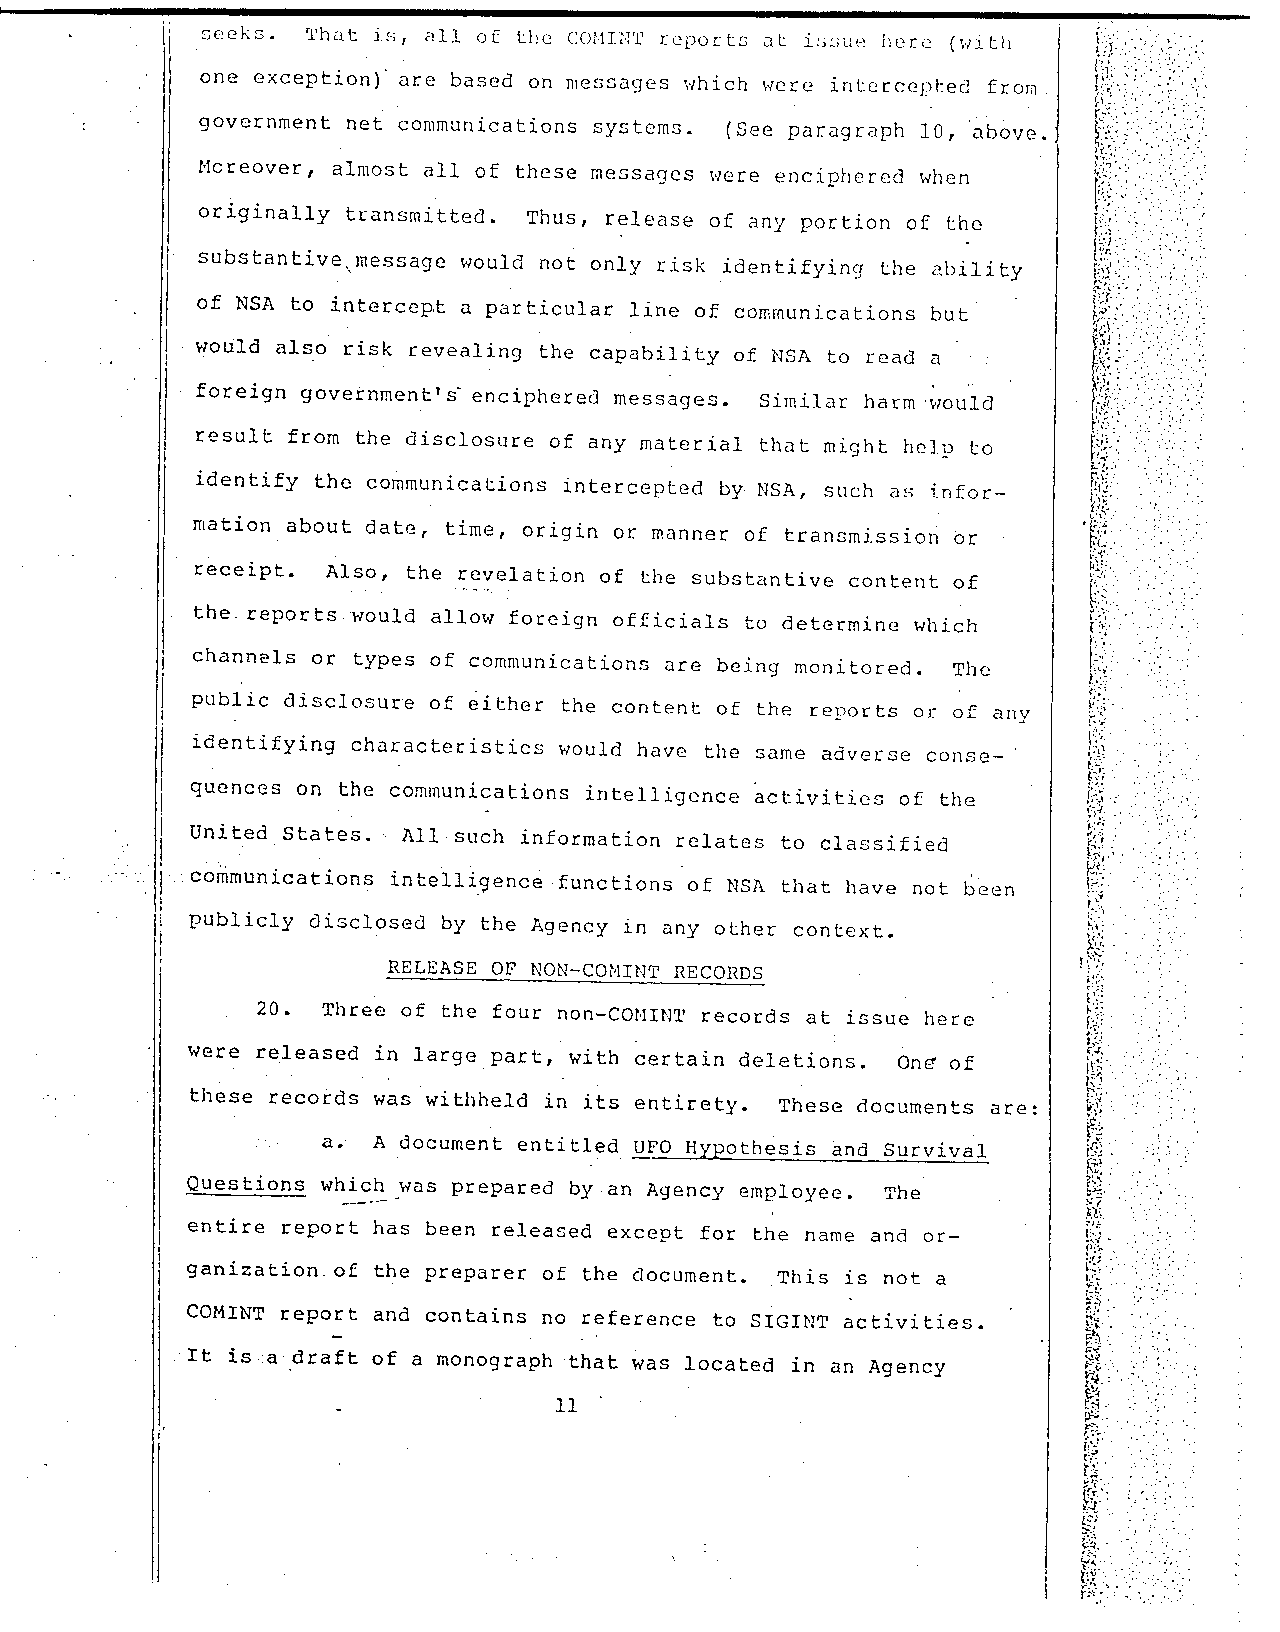 seeks. That is, all of the COMINT reports at issue here (with
one exception) are based on messages which were intercepted from
government net communications systems. (See paragraph 10, above.
Moreover, almost all of these messages were enciphered when
originally transmitted. Thus, release of any portion of the
substantive message would not only risk identifying the ability
of NSA to intercept a particular line of communications but
would also risk revealing the capability of NSA to read a
foreign government's enciphered messages. Similar harm would
result from the disclosure of any material that might help to
identify the communications intercepted by NSA, such as infor-
mation about date, time, origin or manner of transmission or
receipt. Also, the revelation of the substantive content of
the reports would allow foreign officials to determine which
channels or types of communications are being monitored. The
public disclosure of either the content of the reports or of any
identifying characteristics would have the same adverse conse-
quences on the communications intelligence activities of the
United States. All such information relates to classified
communications intelligence functions of NSA that have not been
publicly disclosed by the Agency in any other context.
RELEASE OF NON-COMINT RECORDS
20. Three of the four non-COMINT records at issue here
were released in large part, with certain deletions. One of
these records was withheld in its entirety. These documents are:
a. A document entitled UFO Hypothesis and Survival
Questions which was prepared by an Agency employee. The
entire report has been released except for the name and or-
ganization of the preparer of the document. This is not a
COMINT report and contains no reference to SIGINT activities.
It is a draft of a monograph that was located in an Agency
11